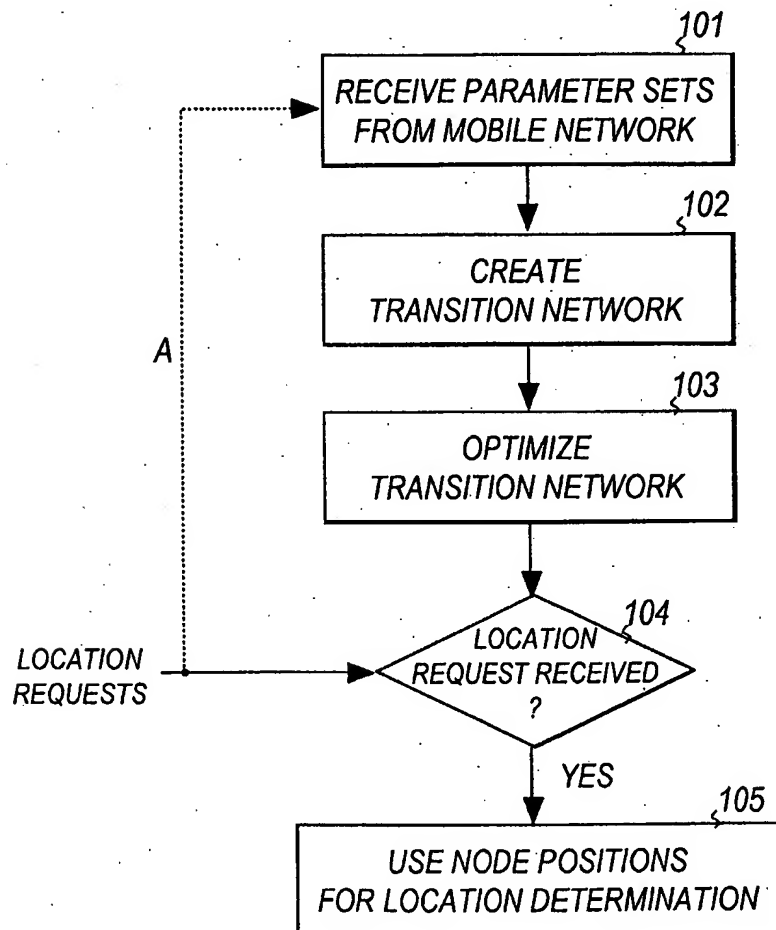 101
RECEIVE PARAMETER SETS
FROM MOBILE NETWORK
102
CREATE
TRANSITION NETWORK
A
103
OPTIMIZE
TRANSITION NETWORK
104
LOCATION
REQUEST RECEIVED
?
LOCATION
REQUESTS
YES
105
USE NODE POSITIONS
FOR LOCATION DETERMINATION